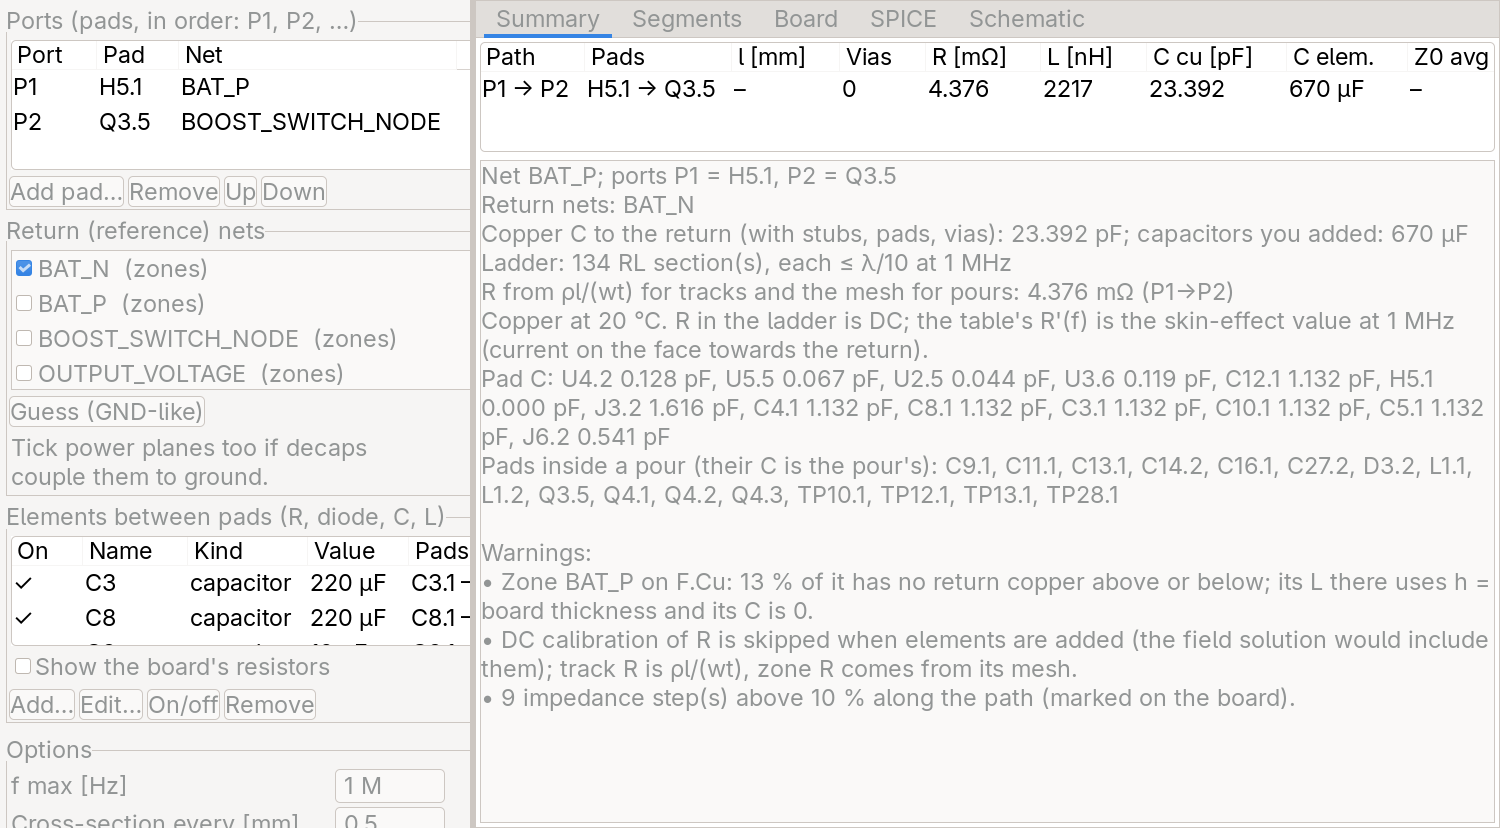 Ports (pads, in order: P1, P2, ...)
Port Pad Net
P1 H5.1 BAT_P
P2 Q3.5 BOOST_SWITCH_NODE
Add pad... Remove Up Down
Return (reference) nets
BAT_N (zones)
BAT_P (zones)
BOOST_SWITCH_NODE (zones)
OUTPUT_VOLTAGE (zones)
Guess (GND-like)
Tick power planes too if decaps
couple them to ground.
Elements between pads (R, diode, C, L)
On Name Kind Value Pads
✓ C3 capacitor 220 µF C3.1 –
✓ C8 capacitor 220 µF C8.1 –
Show the board's resistors
Add... Edit... On/off Remove
Options
f max [Hz] 1 M
Cross-section every [mm] 0.5
Summary Segments Board SPICE Schematic
Path Pads l [mm] Vias R [mΩ] L [nH] C cu [pF] C elem. Z0 avg
P1 → P2 H5.1 → Q3.5 – 0 4.376 2217 23.392 670 µF –
Net BAT_P; ports P1 = H5.1, P2 = Q3.5
Return nets: BAT_N
Copper C to the return (with stubs, pads, vias): 23.392 pF; capacitors you added: 670 µF
Ladder: 134 RL section(s), each ≤ λ/10 at 1 MHz
R from ρl/(wt) for tracks and the mesh for pours: 4.376 mΩ (P1→P2)
Copper at 20 °C. R in the ladder is DC; the table's R'(f) is the skin-effect value at 1 MHz
(current on the face towards the return).
Pad C: U4.2 0.128 pF, U5.5 0.067 pF, U2.5 0.044 pF, U3.6 0.119 pF, C12.1 1.132 pF, H5.1
0.000 pF, J3.2 1.616 pF, C4.1 1.132 pF, C8.1 1.132 pF, C3.1 1.132 pF, C10.1 1.132 pF, C5.1 1.132
pF, J6.2 0.541 pF
Pads inside a pour (their C is the pour's): C9.1, C11.1, C13.1, C14.2, C16.1, C27.2, D3.2, L1.1,
L1.2, Q3.5, Q4.1, Q4.2, Q4.3, TP10.1, TP12.1, TP13.1, TP28.1
Warnings:
• Zone BAT_P on F.Cu: 13 % of it has no return copper above or below; its L there uses h =
board thickness and its C is 0.
• DC calibration of R is skipped when elements are added (the field solution would include
them); track R is ρl/(wt), zone R comes from its mesh.
• 9 impedance step(s) above 10 % along the path (marked on the board).